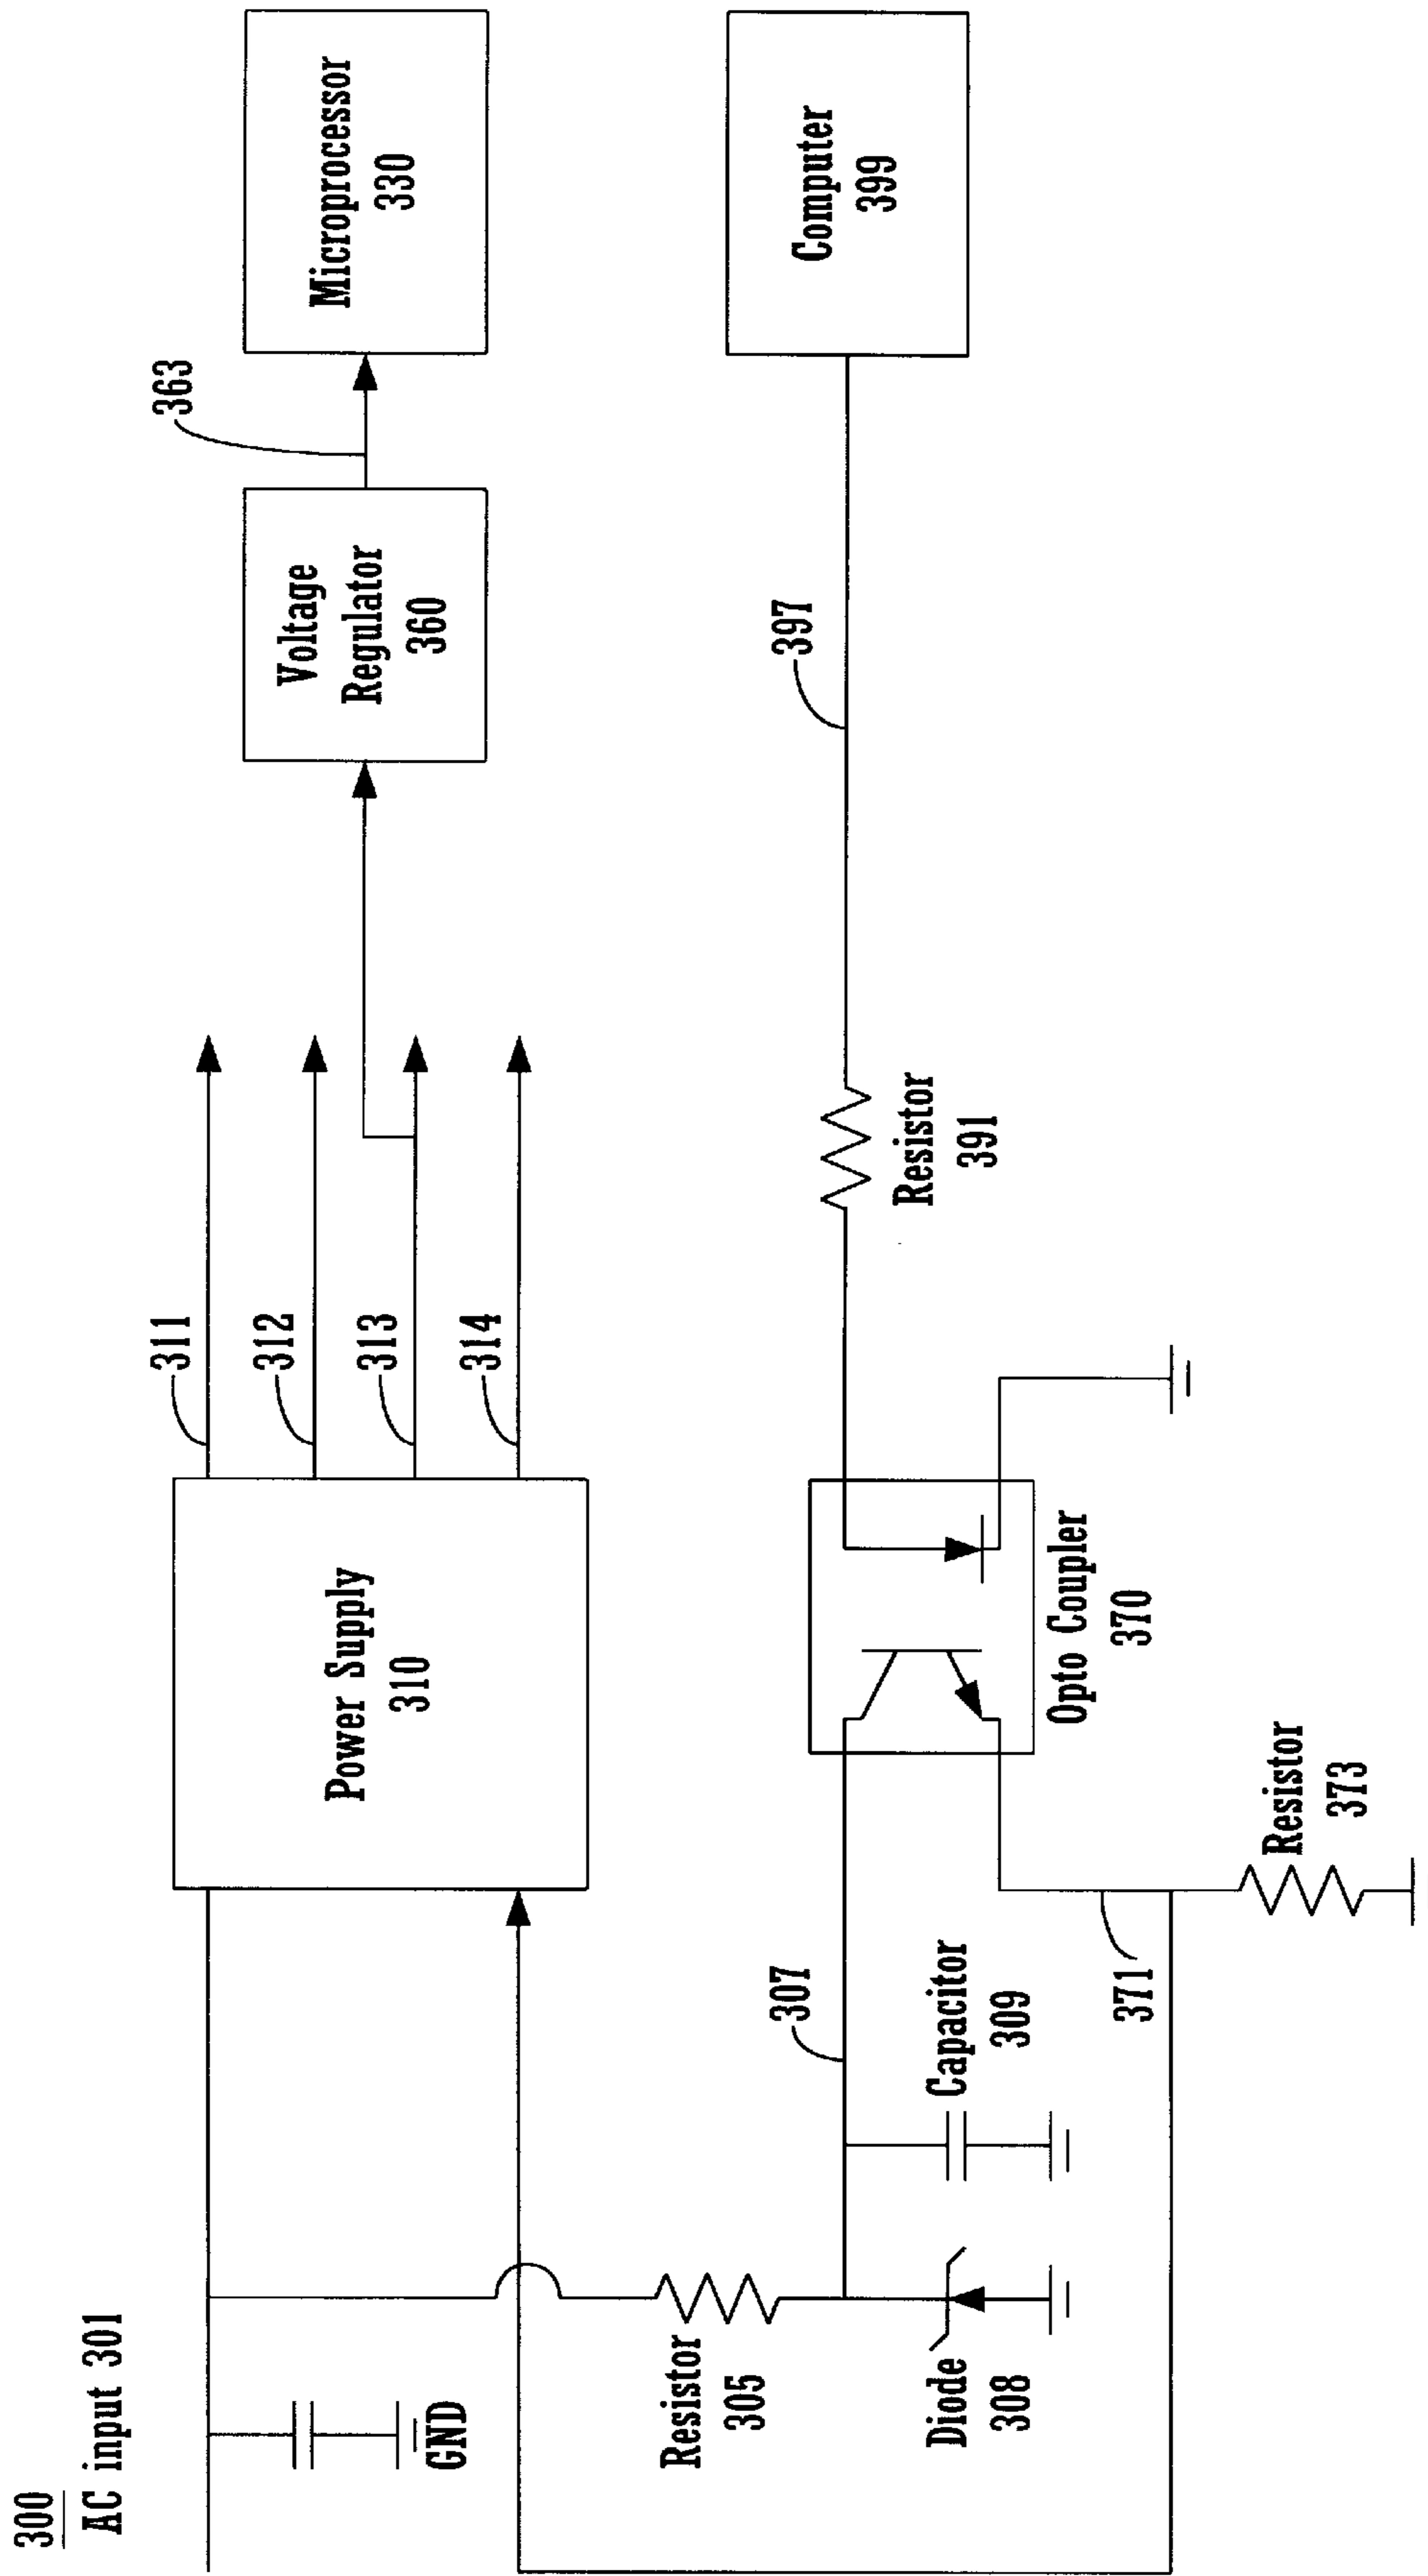 300
AC input 301
GND
Power Supply
310
311
312
313
314
363
Voltage
Regulator
360
Microprocessor
330
Resistor
305
Diode
308
307
Capacitor
309
371
Resistor
373
Opto Coupler
370
Resistor
391
397
Computer
399